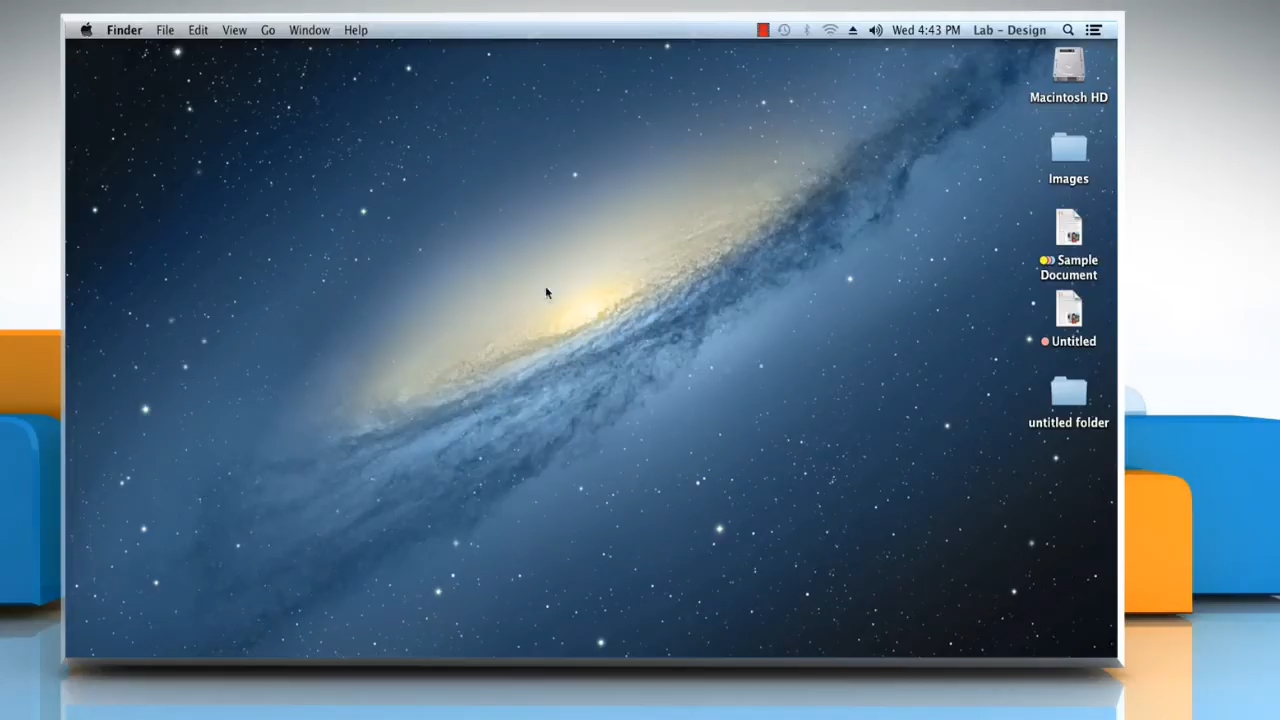 Finder File Edit View Go Window Help Wed 4:43 PM Lab - Design
Macintosh HD
Images
Sample
Document
Untitled
untitled folder